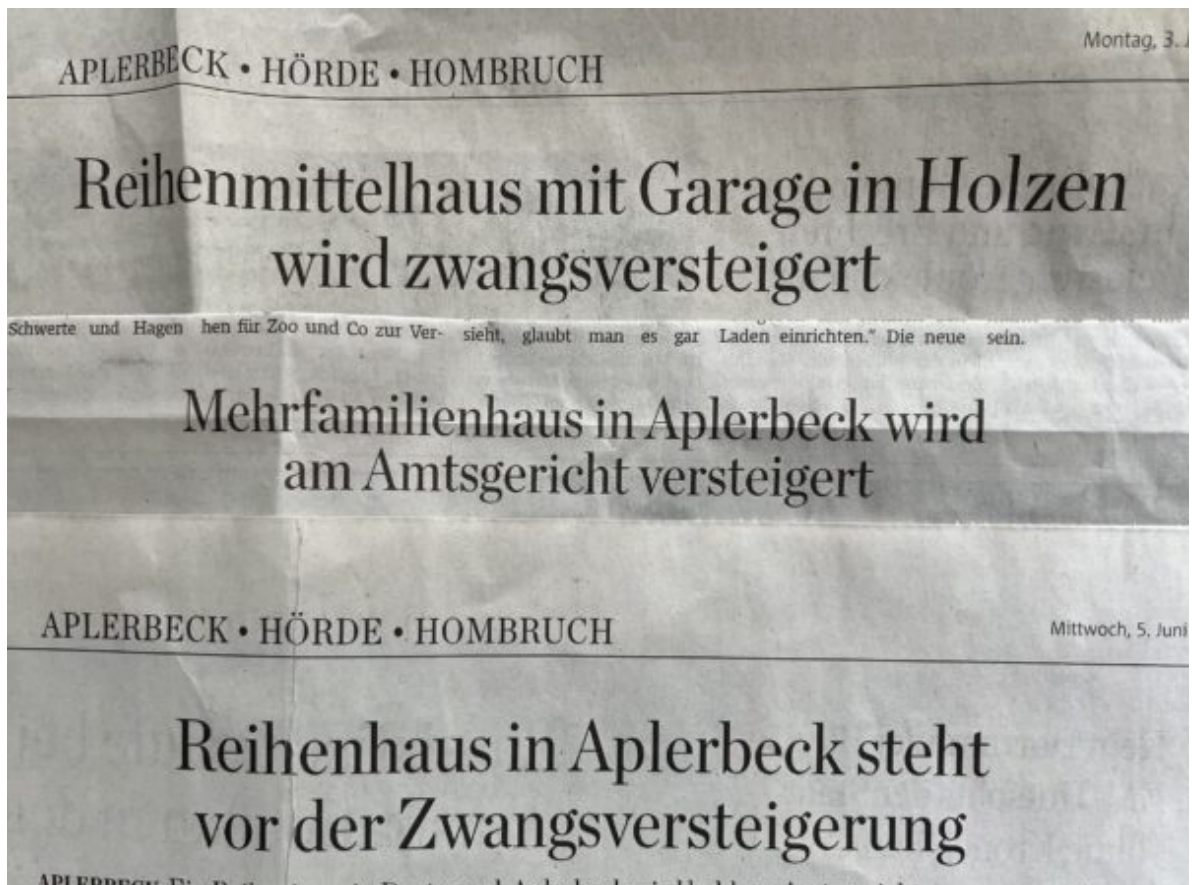 Montag, 3.
APLERBECK • HÖRDE • HOMBRUCH
Reihenmittelhaus mit Garage in Holzen
wird zwangsversteigert
Schwerte und Hagen hen für Zoo und Co zur Ver- sieht, glaubt man es gar Laden einrichten." Die neue sein.
Mehrfamilienhaus in Aplerbeck wird
am Amtsgericht versteigert
APLERBECK • HÖRDE • HOMBRUCH
Mittwoch, 5. Juni
Reihenhaus in Aplerbeck steht
vor der Zwangsversteigerung